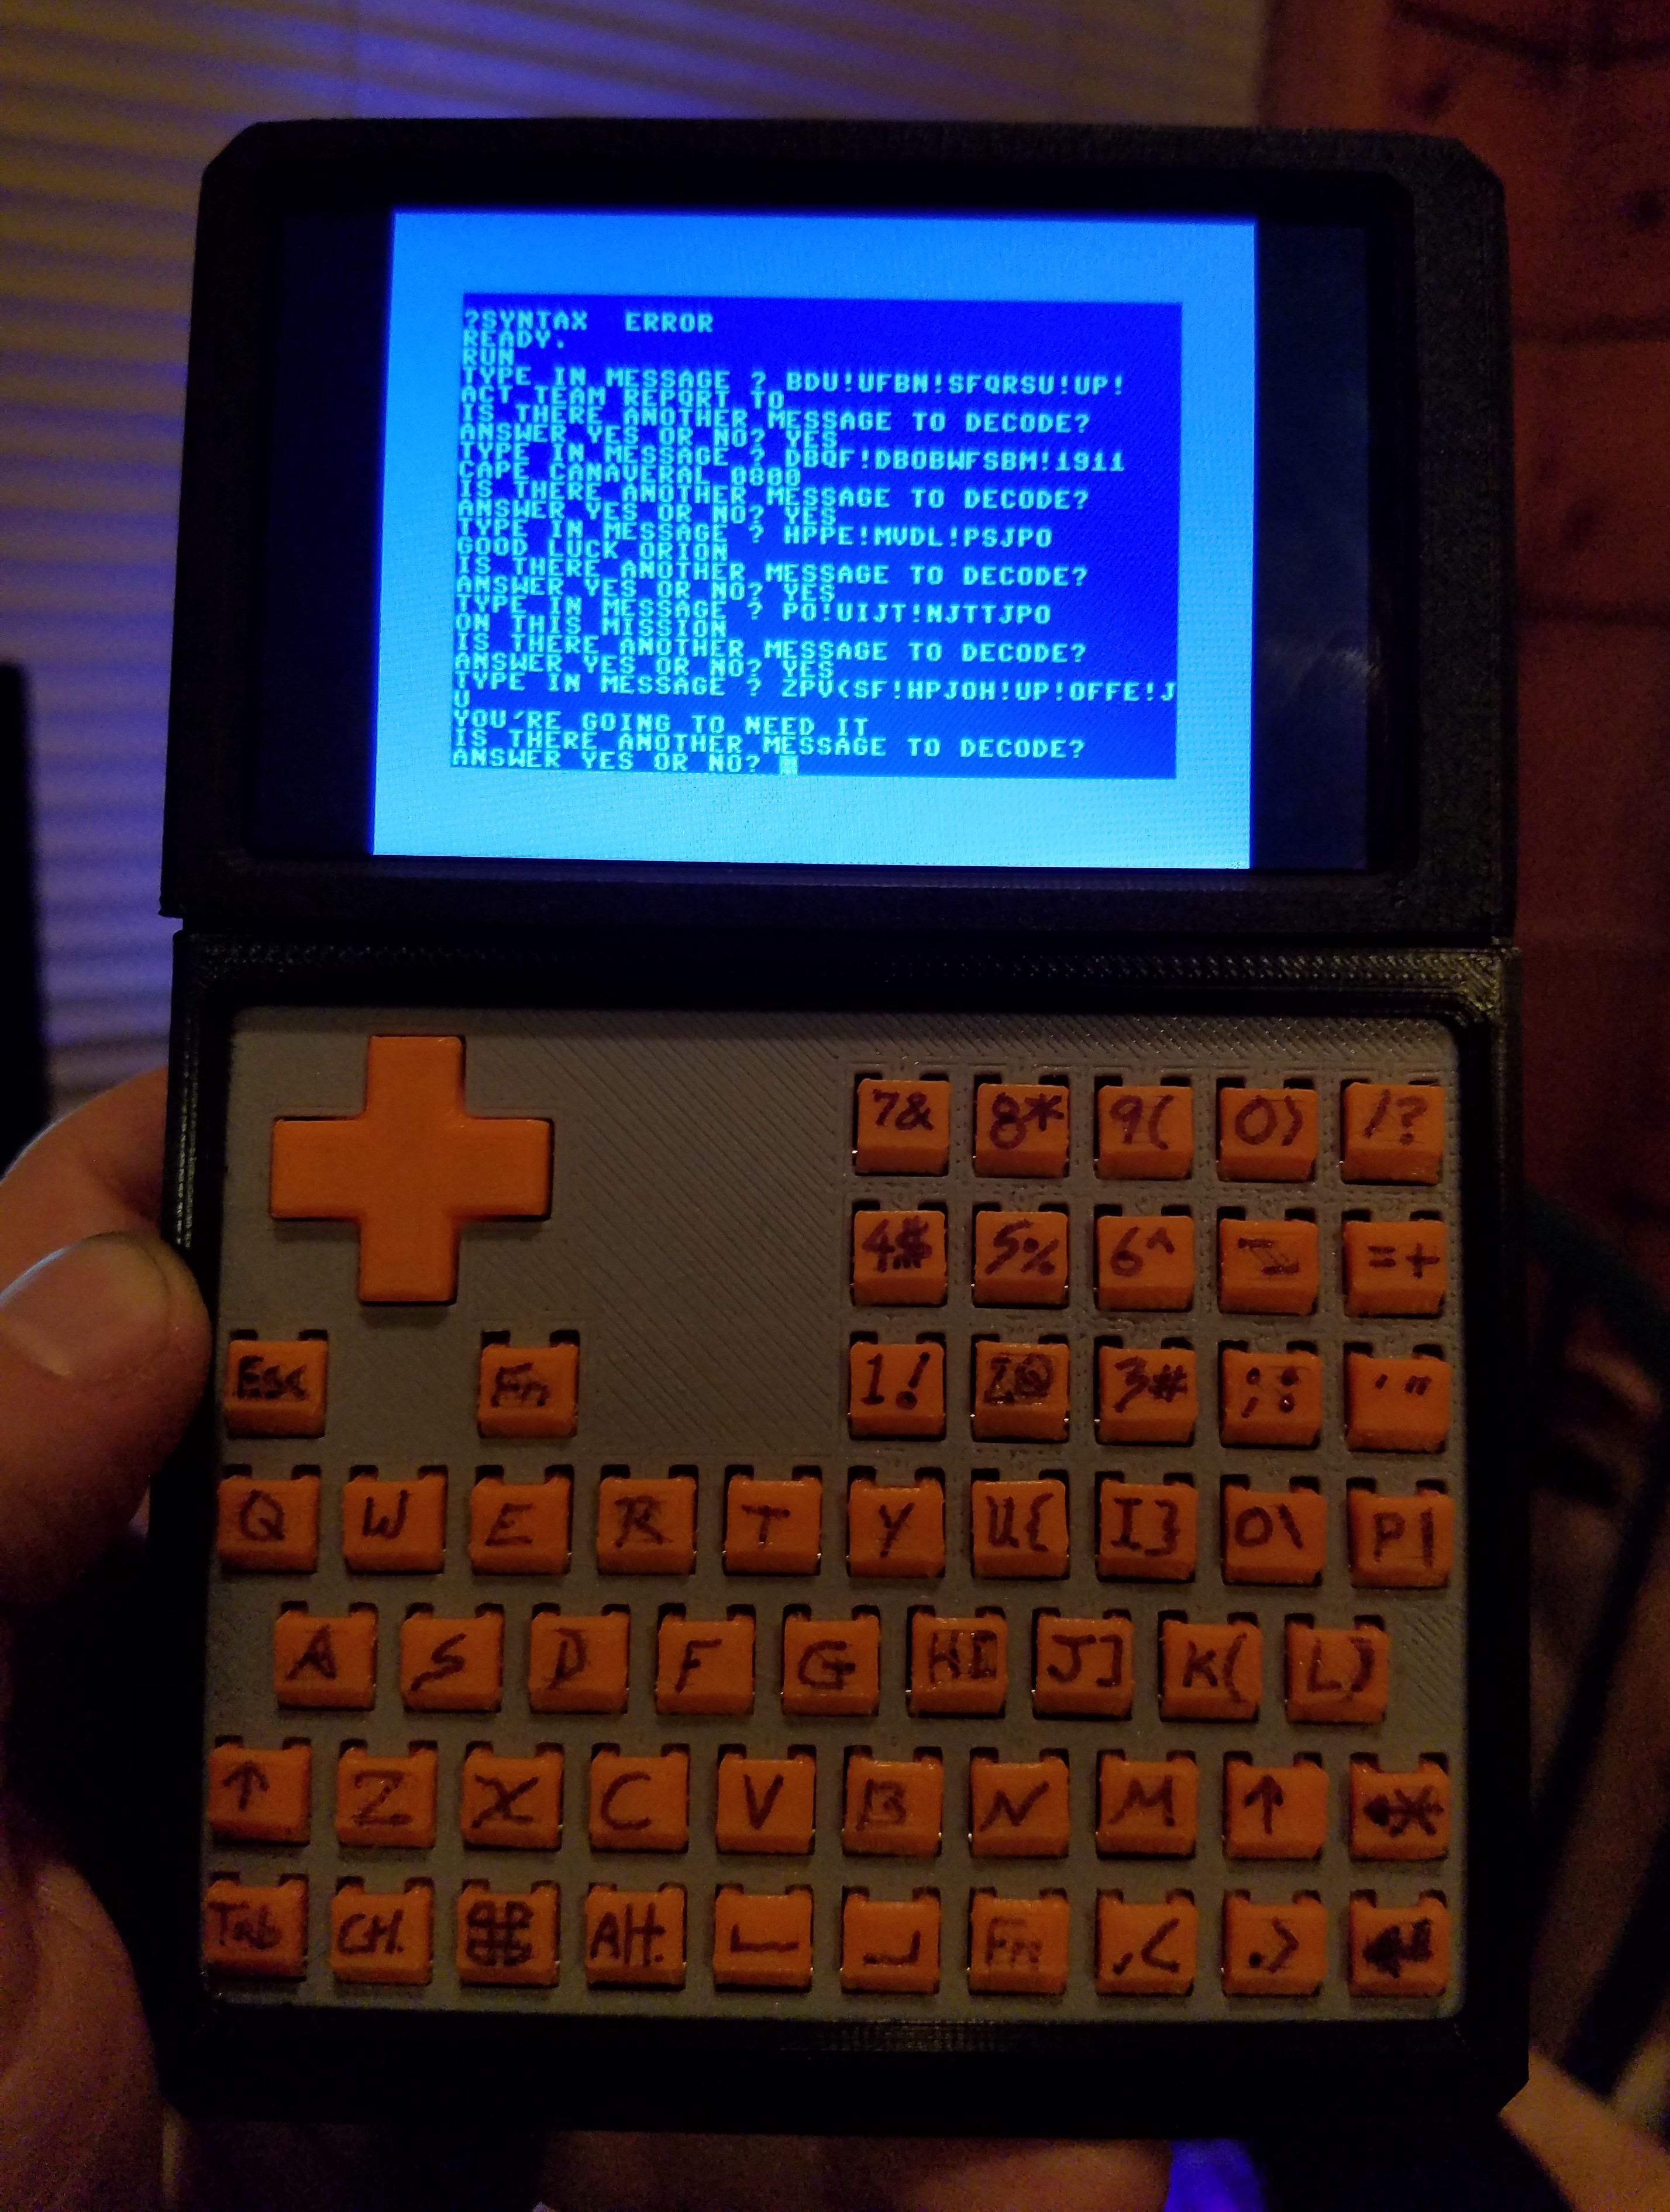 ?SYNTAX  ERROR
READY.
RUN
TYPE IN MESSAGE ? BDU!UFBN!SFQRSU!UP!
ACT TEAM REPQRT TO
IS THERE ANOTHER MESSAGE TO DECODE?
ANSWER YES OR NO? YES
TYPE IN MESSAGE ? DBQF!DBOBWFSBM!1911
CAPE CANAVERAL 0800
IS THERE ANOTHER MESSAGE TO DECODE?
ANSWER YES OR NO? YES
TYPE IN MESSAGE ? HPPE!MVDL!PSJPO
GOOD LUCK ORION
IS THERE ANOTHER MESSAGE TO DECODE?
ANSWER YES OR NO? YES
TYPE IN MESSAGE ? PO!UIJT!NJTTJPO
ON THIS MISSION
IS THERE ANOTHER MESSAGE TO DECODE?
ANSWER YES OR NO? YES
TYPE IN MESSAGE ? ZPV(SF!HPJOH!UP!OFFE!J
U
YOU'RE GOING TO NEED IT
IS THERE ANOTHER MESSAGE TO DECODE?
ANSWER YES OR NO?
7& 8* 9( 0) /?
4$ 5% 6^ =+
Esc Fn 1! 2@ 3# ;: '"
Q W E R T Y U{ I} O\ P|
A S D F G H[ J] K( L)
↑ Z X C V B N M ↑
Tab Ctl. ⌘ Alt. Fn ,< .>